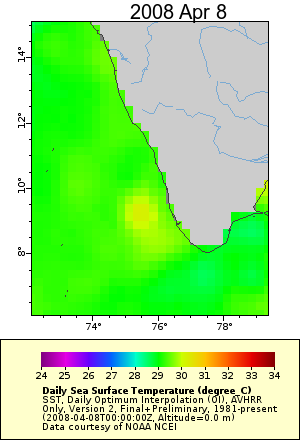 2008 Apr 8
14°
12°
10°
8°
74°
76°
78°
24 25 26 27 28 29 30 31 32 33 34
Daily Sea Surface Temperature (degree_C)
SST, Daily Optimum Interpolation (OI), AVHRR
Only, Version 2, Final+Preliminary, 1981-present
(2008-04-08T00:00:00Z, Altitude=0.0 m)
Data courtesy of NOAA NCEI